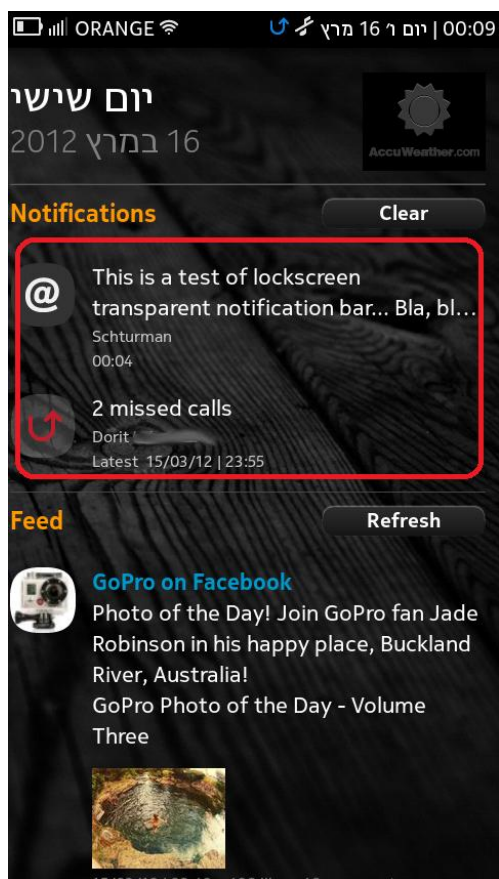 ORANGE
00:09 | יום ו׳ 16 מרץ
יום שישי
16 במרץ 2012
AccuWeather.com
Notifications
Clear
@
This is a test of lockscreen
transparent notification bar... Bla, bl...
Schturman
00:04
2 missed calls
Dorit
Latest 15/03/12 | 23:55
Feed
Refresh
GoPro on Facebook
Photo of the Day! Join GoPro fan Jade
Robinson in his happy place, Buckland
River, Australia!
GoPro Photo of the Day - Volume
Three